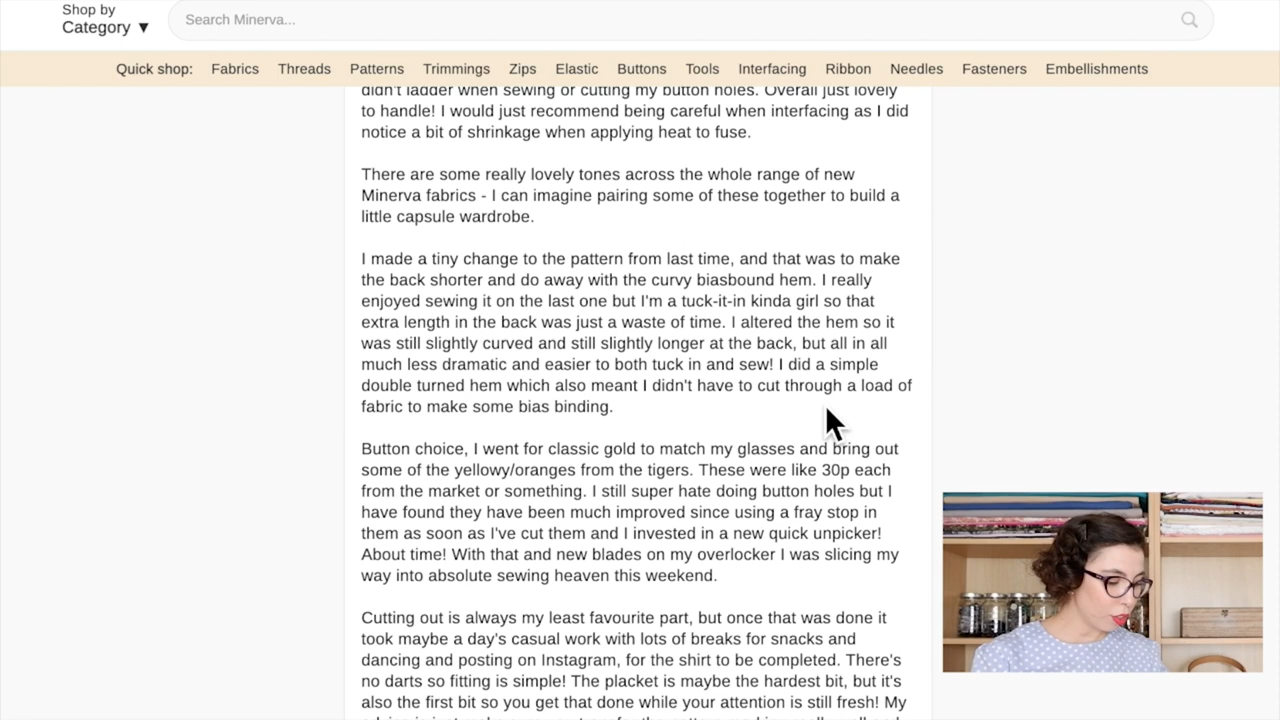 Shop by
Category ▼
Search Minerva...
Quick shop: Fabrics Threads Patterns Trimmings Zips Elastic Buttons Tools Interfacing Ribbon Needles Fasteners Embellishments
didn't ladder when sewing or cutting my button holes. Overall just lovely
to handle! I would just recommend being careful when interfacing as I did
notice a bit of shrinkage when applying heat to fuse.
There are some really lovely tones across the whole range of new
Minerva fabrics - I can imagine pairing some of these together to build a
little capsule wardrobe.
I made a tiny change to the pattern from last time, and that was to make
the back shorter and do away with the curvy biasbound hem. I really
enjoyed sewing it on the last one but I'm a tuck-it-in kinda girl so that
extra length in the back was just a waste of time. I altered the hem so it
was still slightly curved and still slightly longer at the back, but all in all
much less dramatic and easier to both tuck in and sew! I did a simple
double turned hem which also meant I didn't have to cut through a load of
fabric to make some bias binding.
Button choice, I went for classic gold to match my glasses and bring out
some of the yellowy/oranges from the tigers. These were like 30p each
from the market or something. I still super hate doing button holes but I
have found they have been much improved since using a fray stop in
them as soon as I've cut them and I invested in a new quick unpicker!
About time! With that and new blades on my overlocker I was slicing my
way into absolute sewing heaven this weekend.
Cutting out is always my least favourite part, but once that was done it
took maybe a day's casual work with lots of breaks for snacks and
dancing and posting on Instagram, for the shirt to be completed. There's
no darts so fitting is simple! The placket is maybe the hardest bit, but it's
also the first bit so you get that done while your attention is still fresh! My